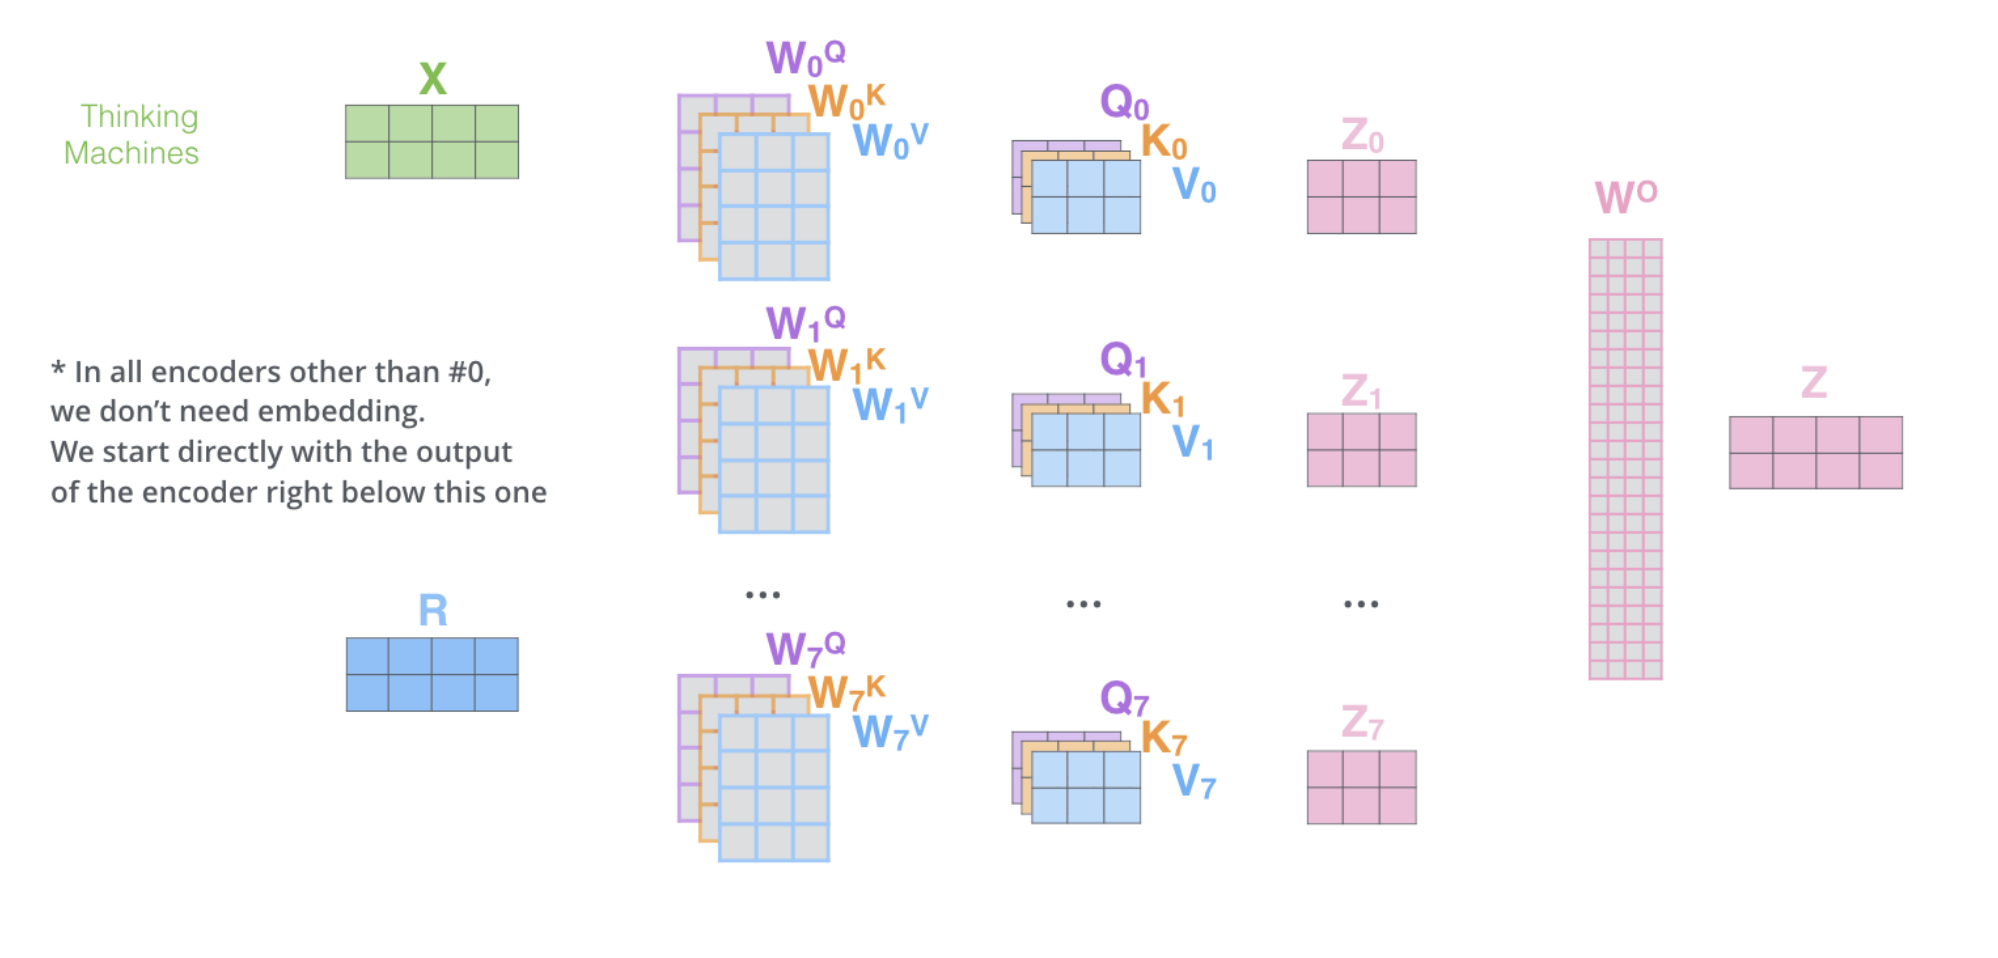 Thinking
Machines
X
* In all encoders other than #0,
we don't need embedding.
We start directly with the output
of the encoder right below this one
R
W₀Q
W₀K
W₀V
W₁Q
W₁K
W₁V
...
W₇Q
W₇K
W₇V
Q₀
K₀
V₀
Q₁
K₁
V₁
...
Q₇
K₇
V₇
Z₀
Z₁
...
Z₇
WO
Z